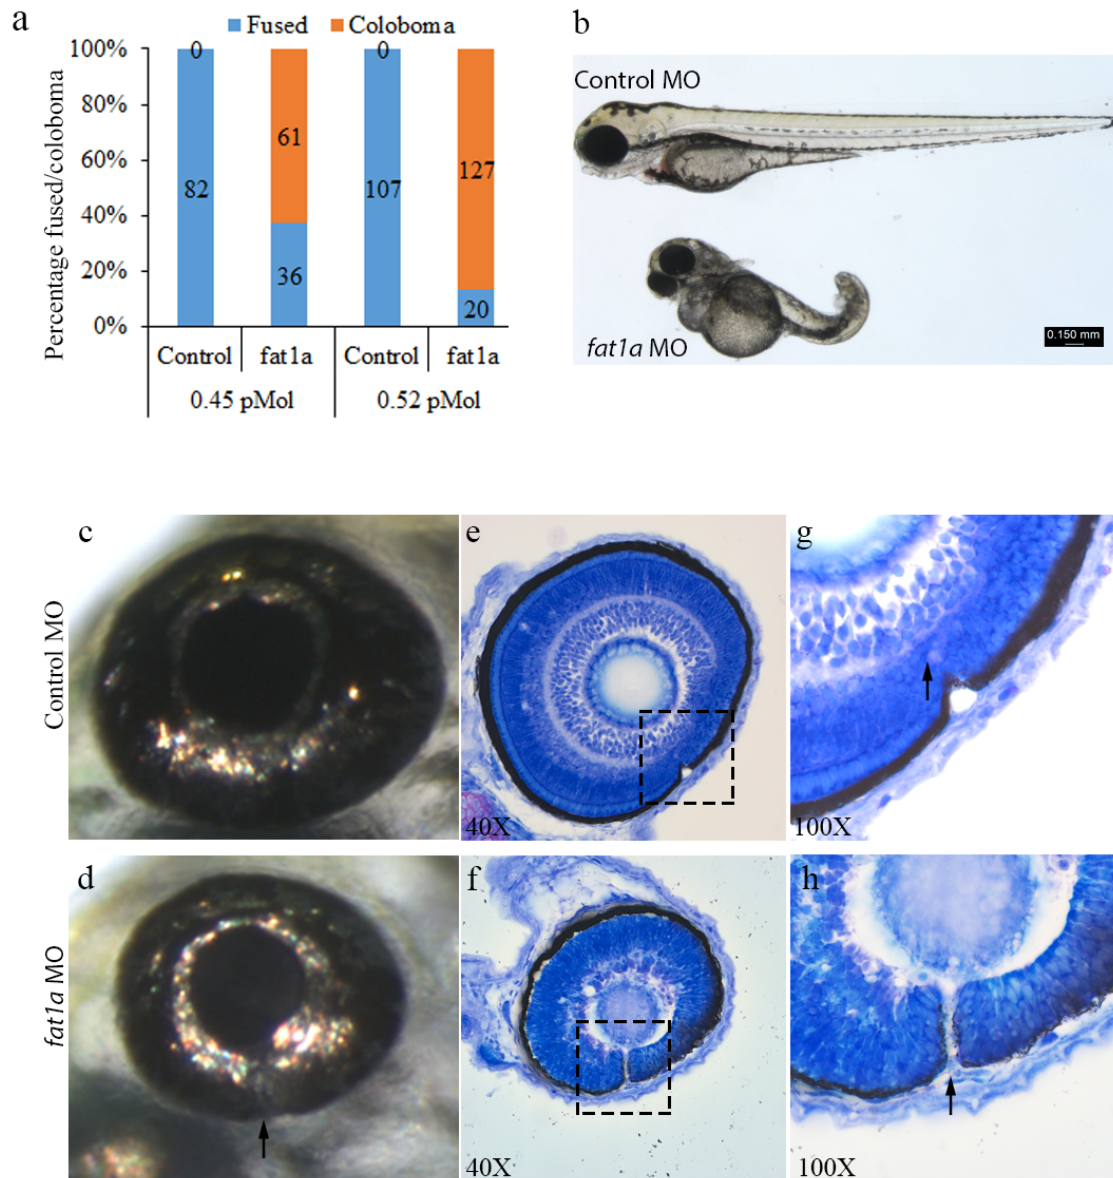 a
Fused Coloboma
Percentage fused/coloboma
100%
80%
60%
40%
20%
0%
0
82
61
36
0
107
127
20
Control fat1a Control fat1a
0.45 pMol 0.52 pMol
b
Control MO
fat1a MO
0.150 mm
Control MO
c
e
40X
g
100X
fat1a MO
d
f
40X
h
100X